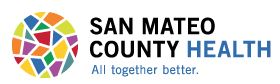 SAN MATEO
COUNTY HEALTH
All together better.